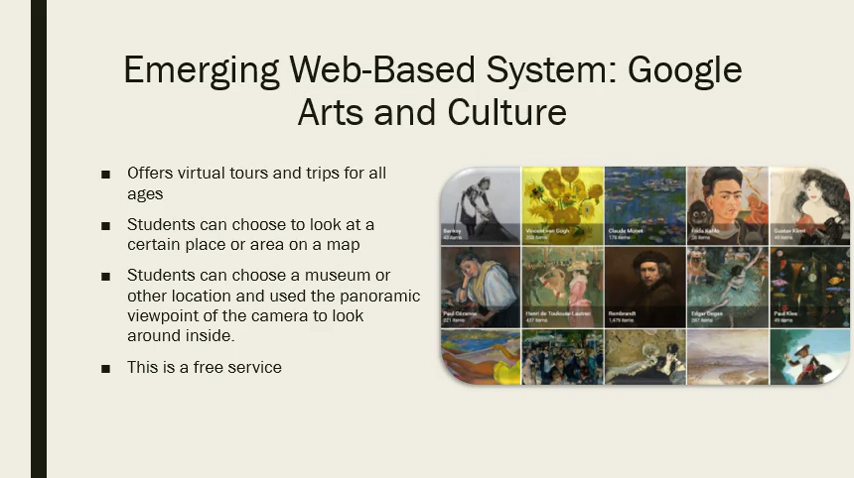 Emerging Web-Based System: Google
Arts and Culture
■ Offers virtual tours and trips for all
ages
■ Students can choose to look at a
certain place or area on a map
■ Students can choose a museum or
other location and used the panoramic
viewpoint of the camera to look
around inside.
■ This is a free service
Banksy
Vincent van Gogh
Claude Monet
Frida Kahlo
Gustav Klimt
Paul Cézanne
Henri de Toulouse-Lautrec
Rembrandt
Edgar Degas
Paul Klee